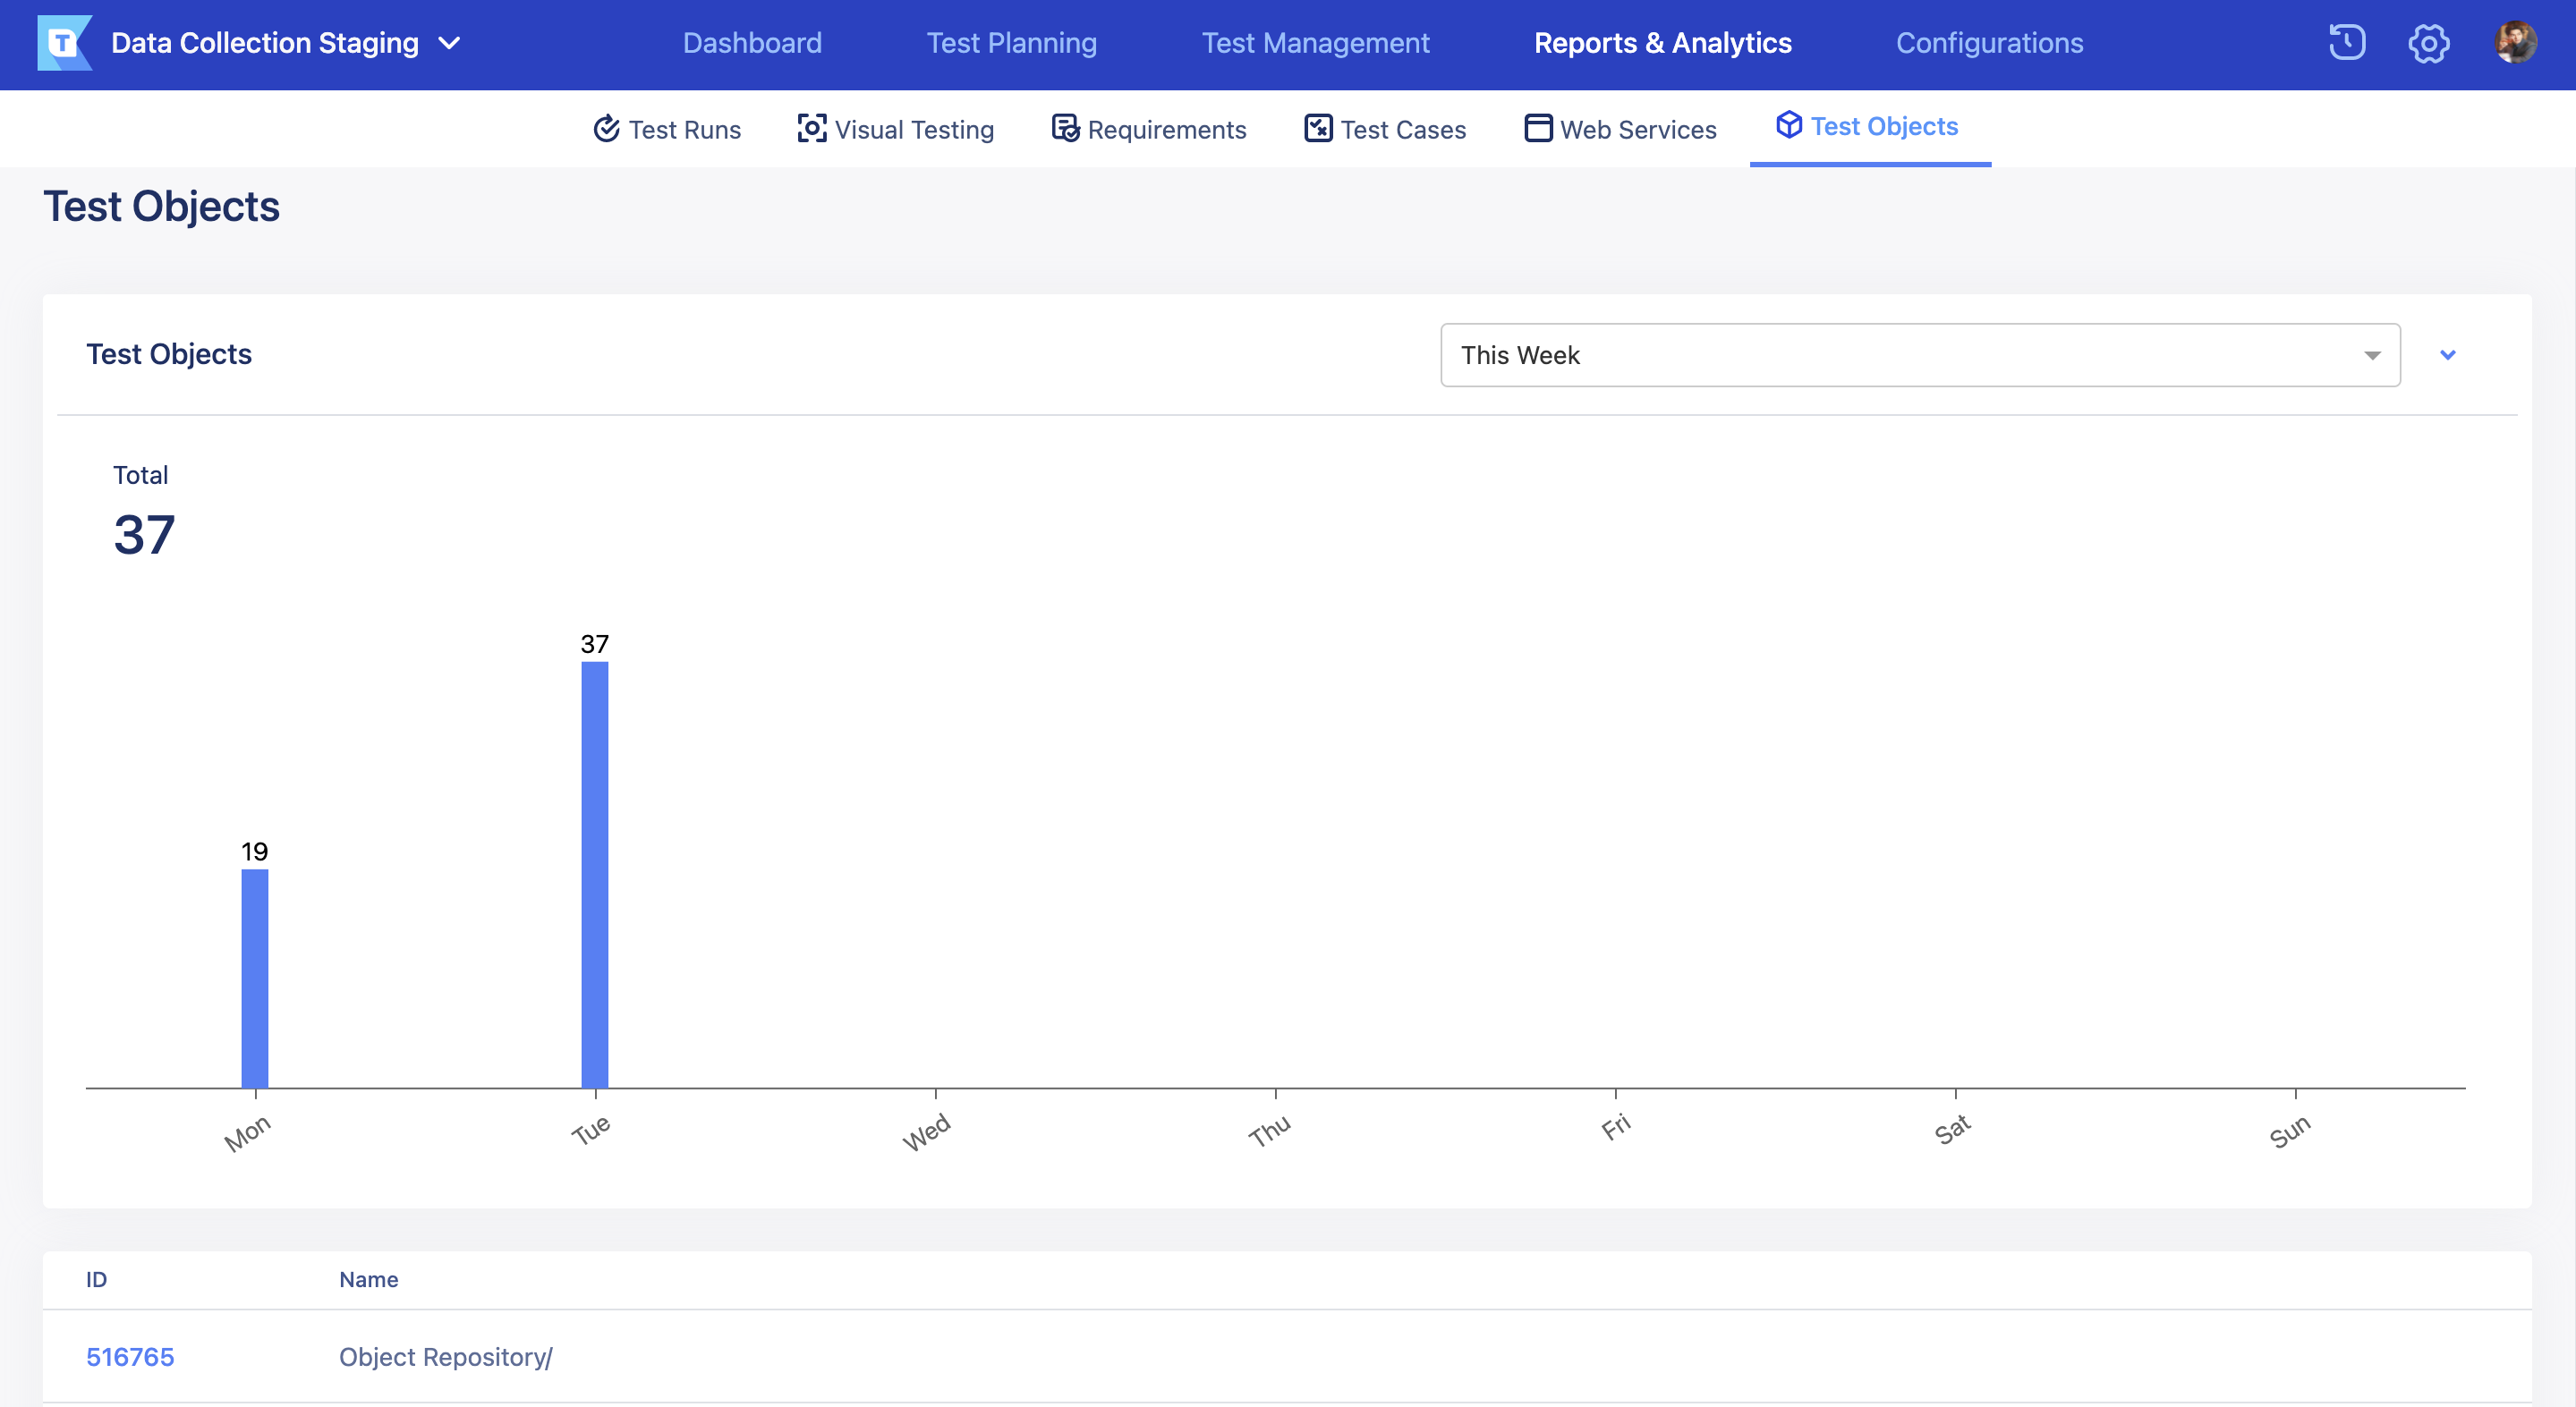 T Data Collection Staging Dashboard Test Planning Test Management Reports & Analytics Configurations
Test Runs Visual Testing Requirements Test Cases Web Services Test Objects
Test Objects
Test Objects This Week
Total
37
37
19
Mon Tue Wed Thu Fri Sat Sun
ID Name
516765 Object Repository/